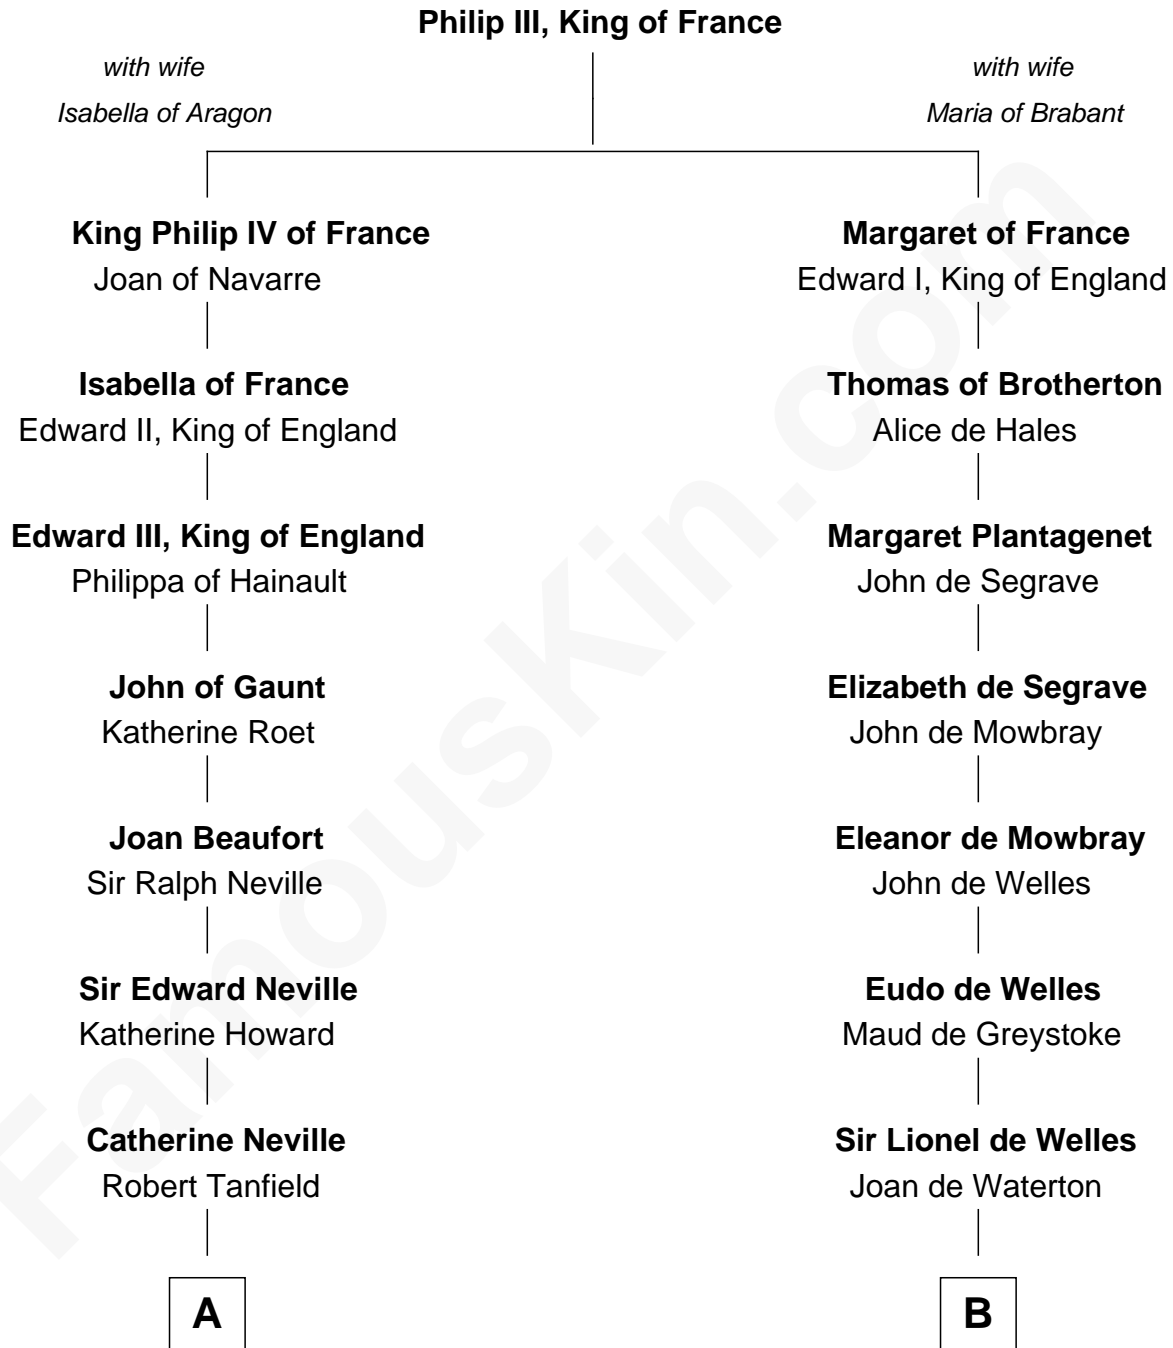 Philip III, King of France
with wife
Isabella of Aragon
with wife
Maria of Brabant
King Philip IV of France
Joan of Navarre
Margaret of France
Edward I, King of England
Isabella of France
Edward II, King of England
Thomas of Brotherton
Alice de Hales
Edward III, King of England
Philippa of Hainault
Margaret Plantagenet
John de Segrave
John of Gaunt
Katherine Roet
Elizabeth de Segrave
John de Mowbray
Joan Beaufort
Sir Ralph Neville
Eleanor de Mowbray
John de Welles
Sir Edward Neville
Katherine Howard
Eudo de Welles
Maud de Greystoke
Catherine Neville
Robert Tanfield
Sir Lionel de Welles
Joan de Waterton
A
B
FamousKin.com